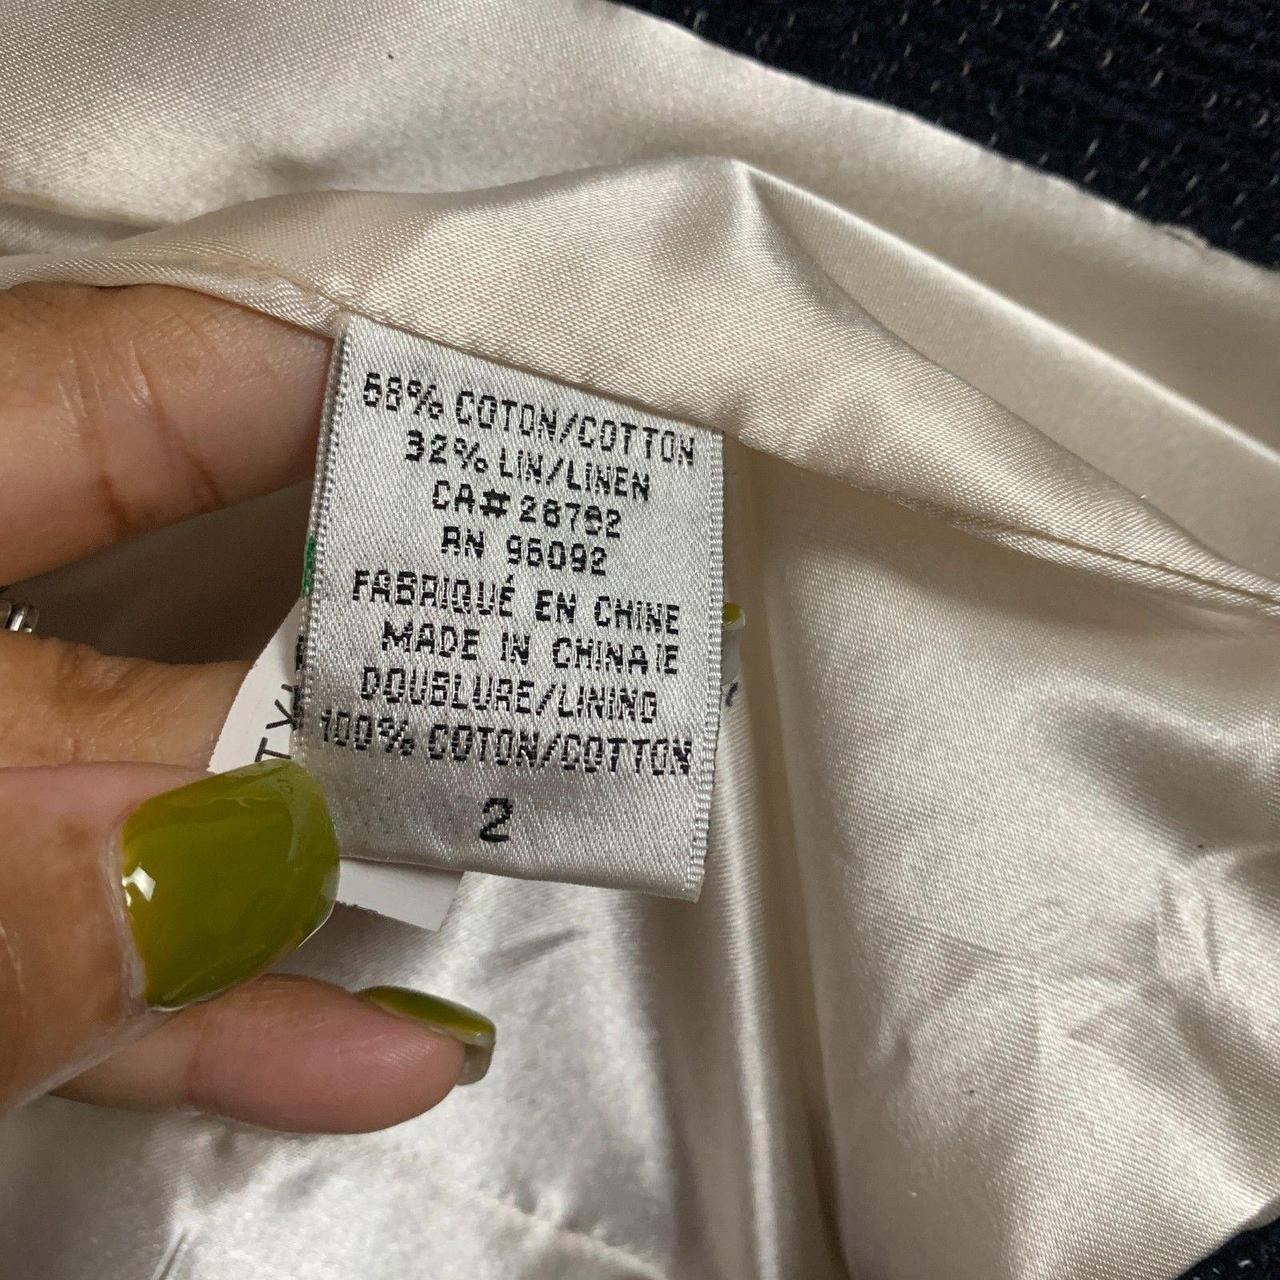 68% COTON/COTTON
32% LIN/LINEN
CA# 28792
RN 96092
FABRIQUÉ EN CHINE
MADE IN CHINA IE
DOUBLURE/LINING
100% COTON/COTTON
2